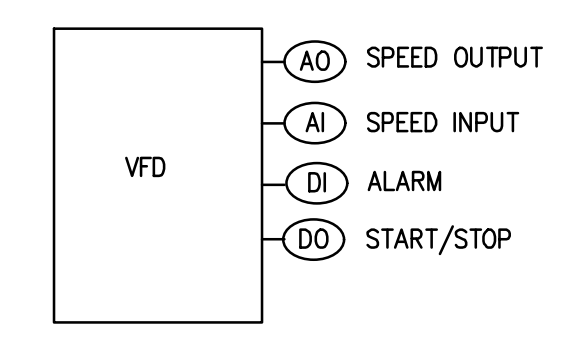 AO SPEED OUTPUT
AI SPEED INPUT
VFD
DI ALARM
DO START/STOP